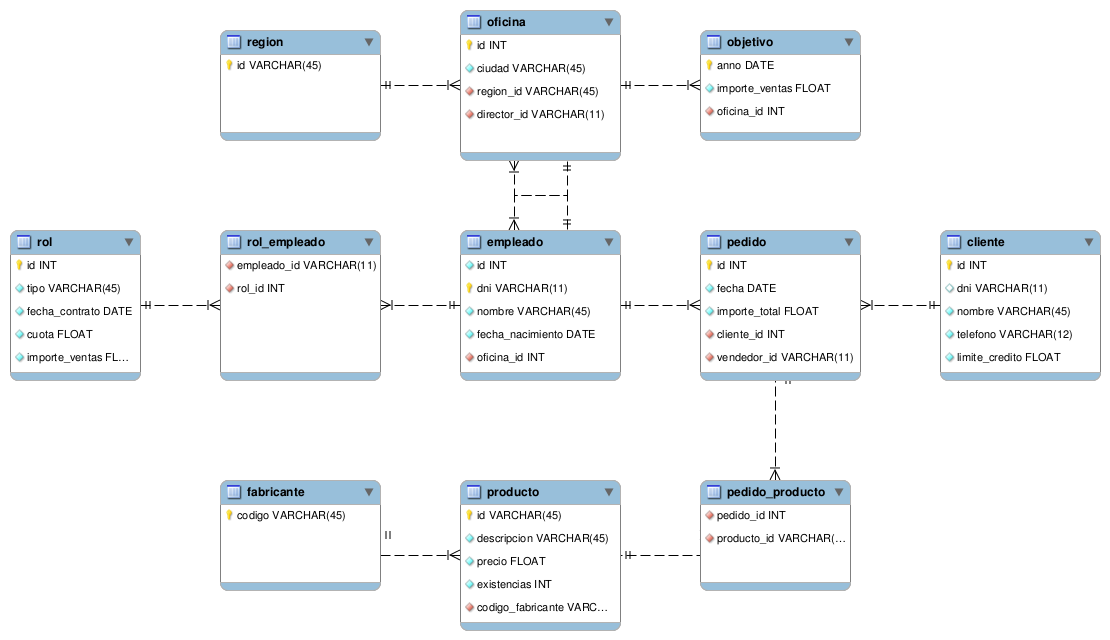 region
id VARCHAR(45)
oficina
id INT
ciudad VARCHAR(45)
region_id VARCHAR(45)
director_id VARCHAR(11)
objetivo
anno DATE
importe_ventas FLOAT
oficina_id INT
rol
id INT
tipo VARCHAR(45)
fecha_contrato DATE
cuota FLOAT
importe_ventas FL...
rol_empleado
empleado_id VARCHAR(11)
rol_id INT
empleado
id INT
dni VARCHAR(11)
nombre VARCHAR(45)
fecha_nacimiento DATE
oficina_id INT
pedido
id INT
fecha DATE
importe_total FLOAT
cliente_id INT
vendedor_id VARCHAR(11)
cliente
id INT
dni VARCHAR(11)
nombre VARCHAR(45)
telefono VARCHAR(12)
limite_credito FLOAT
fabricante
codigo VARCHAR(45)
producto
id VARCHAR(45)
descripcion VARCHAR(45)
precio FLOAT
existencias INT
codigo_fabricante VARC...
pedido_producto
pedido_id INT
producto_id VARCHAR(...